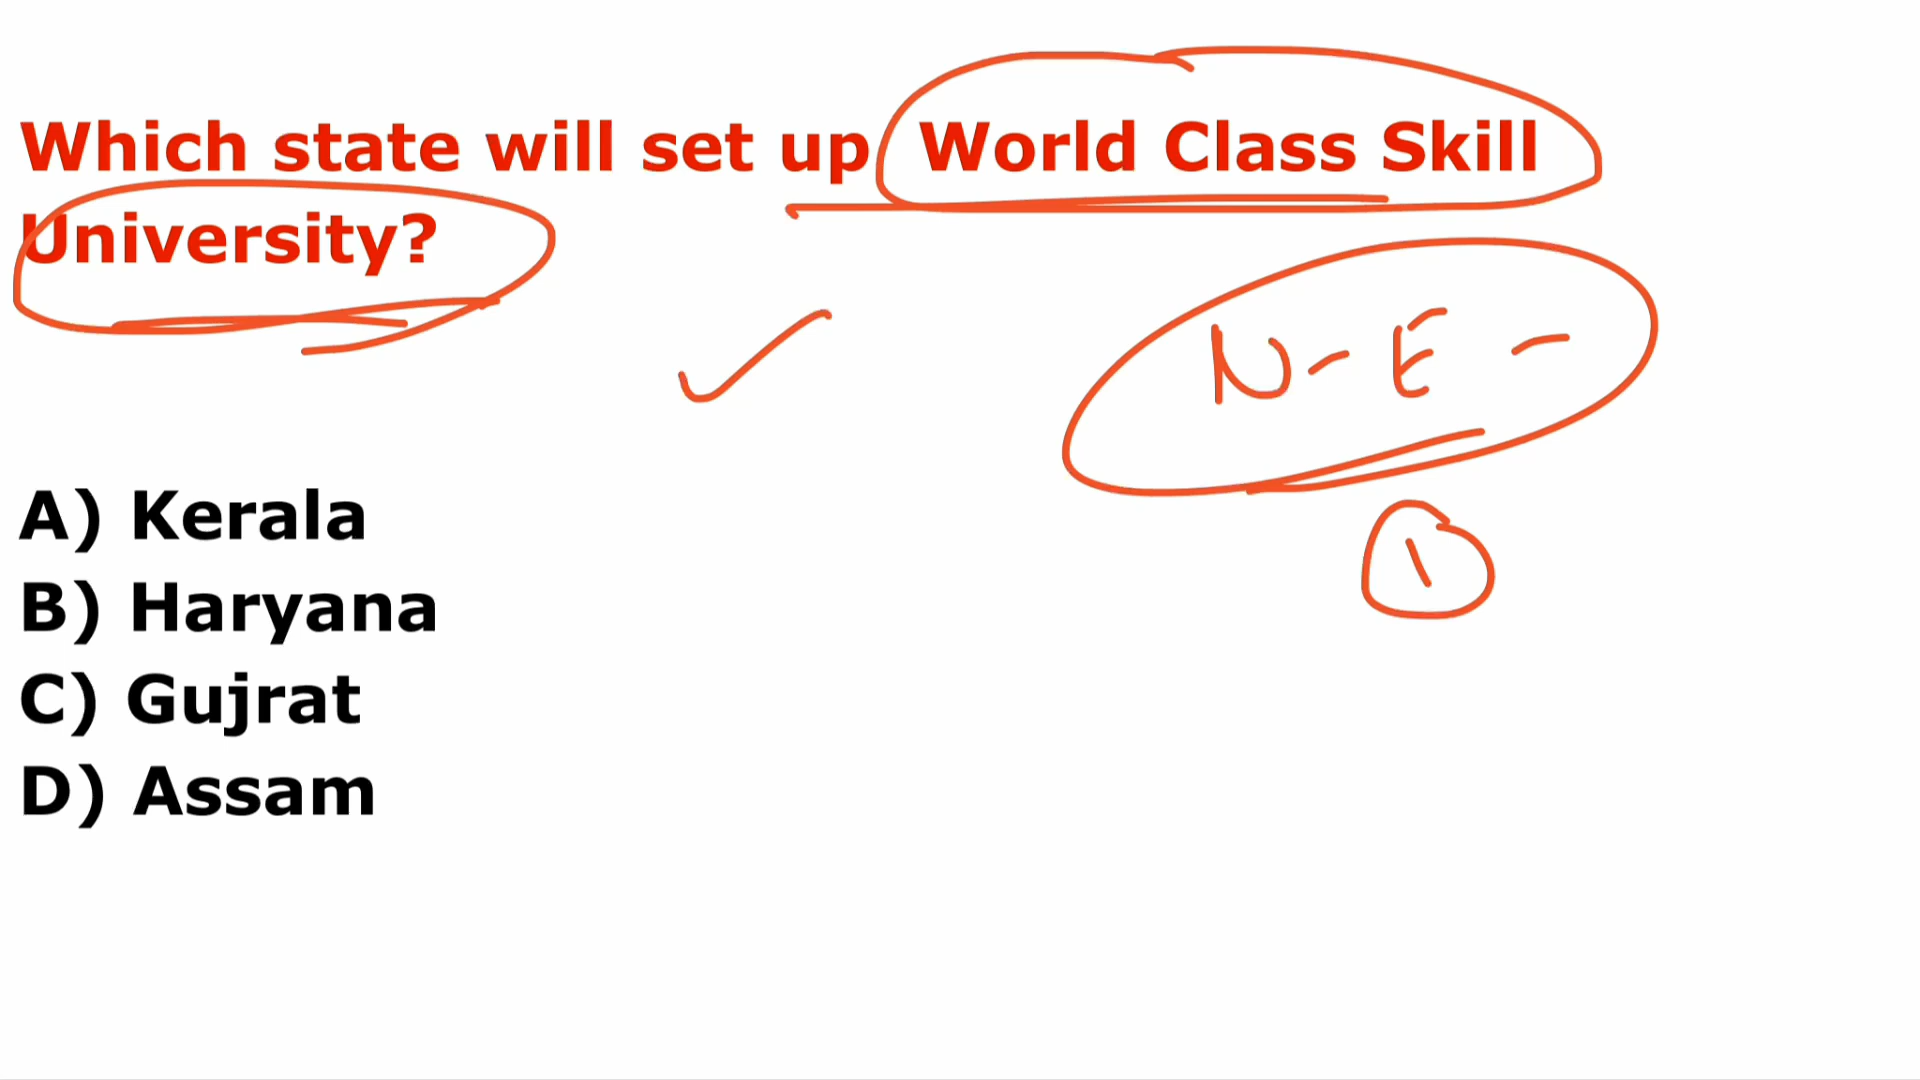 Which state will set up World Class Skill
University?
N-E-
1
A) Kerala
B) Haryana
C) Gujrat
D) Assam